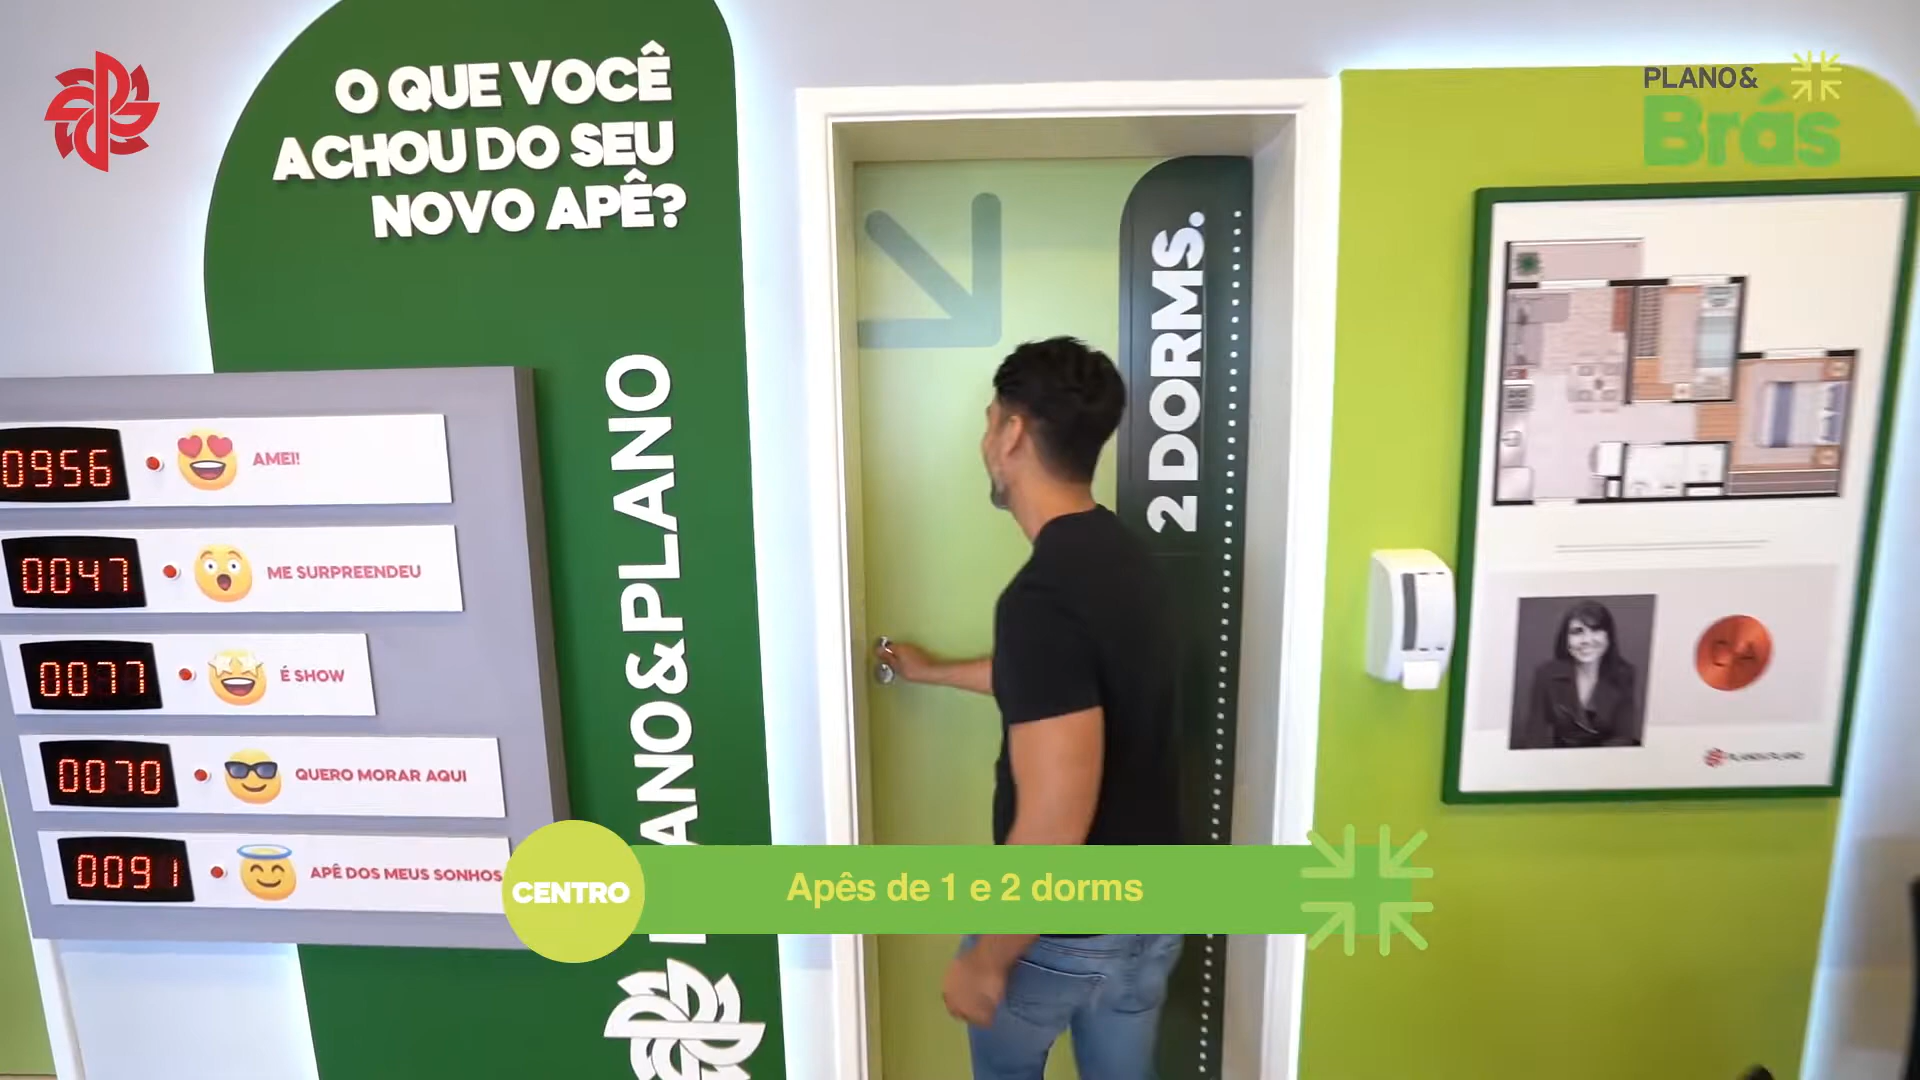 O QUE VOCÊ
ACHOU DO SEU
NOVO APÊ?
PLANO&
Brás
2 DORMS.
PLANO&PLANO
0956 AMEI!
0047 ME SURPREENDEU
0077 É SHOW
0070 QUERO MORAR AQUI
0091 APÊ DOS MEUS SONHOS
CENTRO
Apês de 1 e 2 dorms